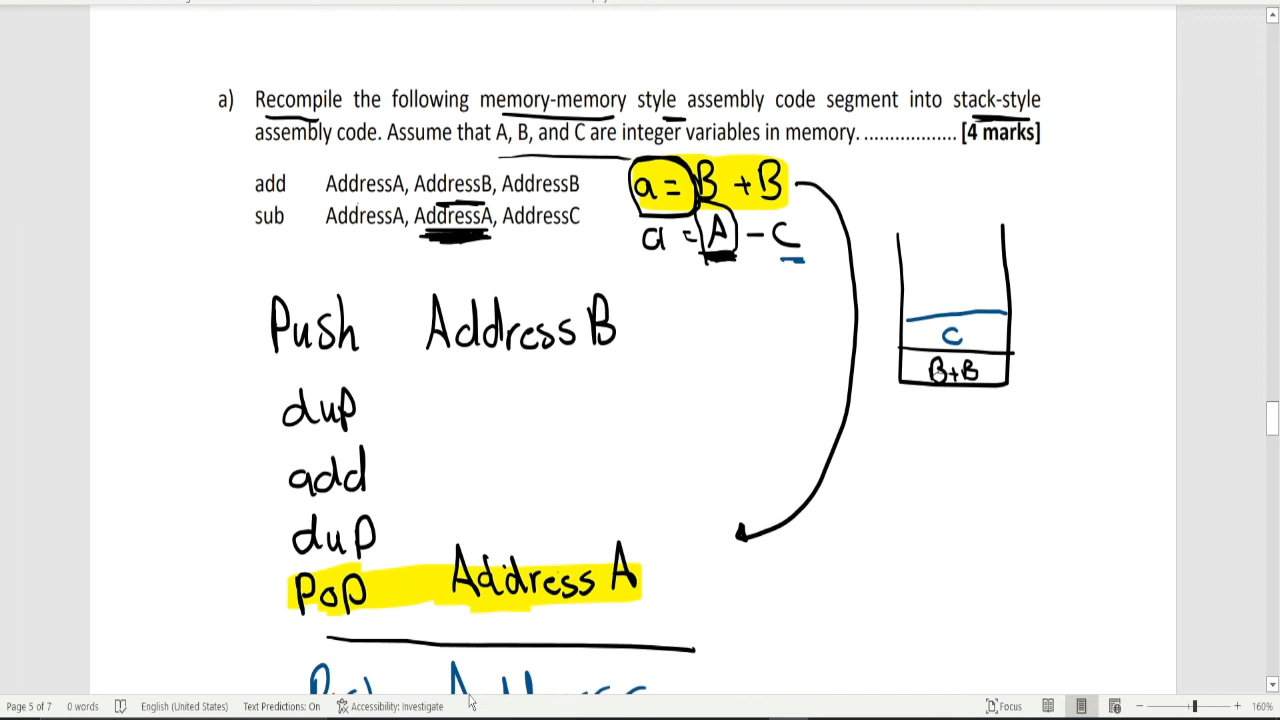 a) Recompile the following memory-memory style assembly code segment into stack-style
assembly code. Assume that A, B, and C are integer variables in memory. .................. [4 marks]
add AddressA, AddressB, AddressB
sub AddressA, AddressA, AddressC
a = B + B
a = A - C
C
B+B
Push Address B
dup
add
dup
Pop Address A
Page 5 of 7 0 words English (United States) Text Predictions: On Accessibility: Investigate Focus 160%